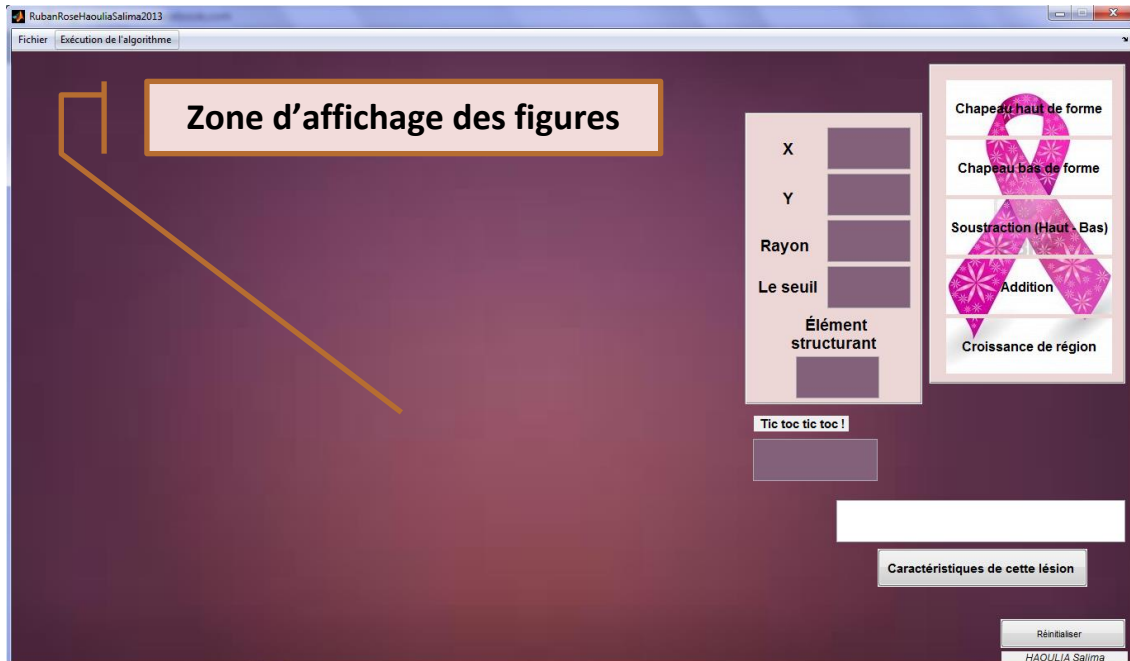 RubanRoseHaouliaSalima2013
Fichier Exécution de l'algorithme
Zone d'affichage des figures
X
Y
Rayon
Le seuil
Élément
structurant
Tic toc tic toc !
Chapeau haut de forme
Chapeau bas de forme
Soustraction (Haut - Bas)
Addition
Croissance de région
Caractéristiques de cette lésion
Réinitialiser
HAOULIA Salima